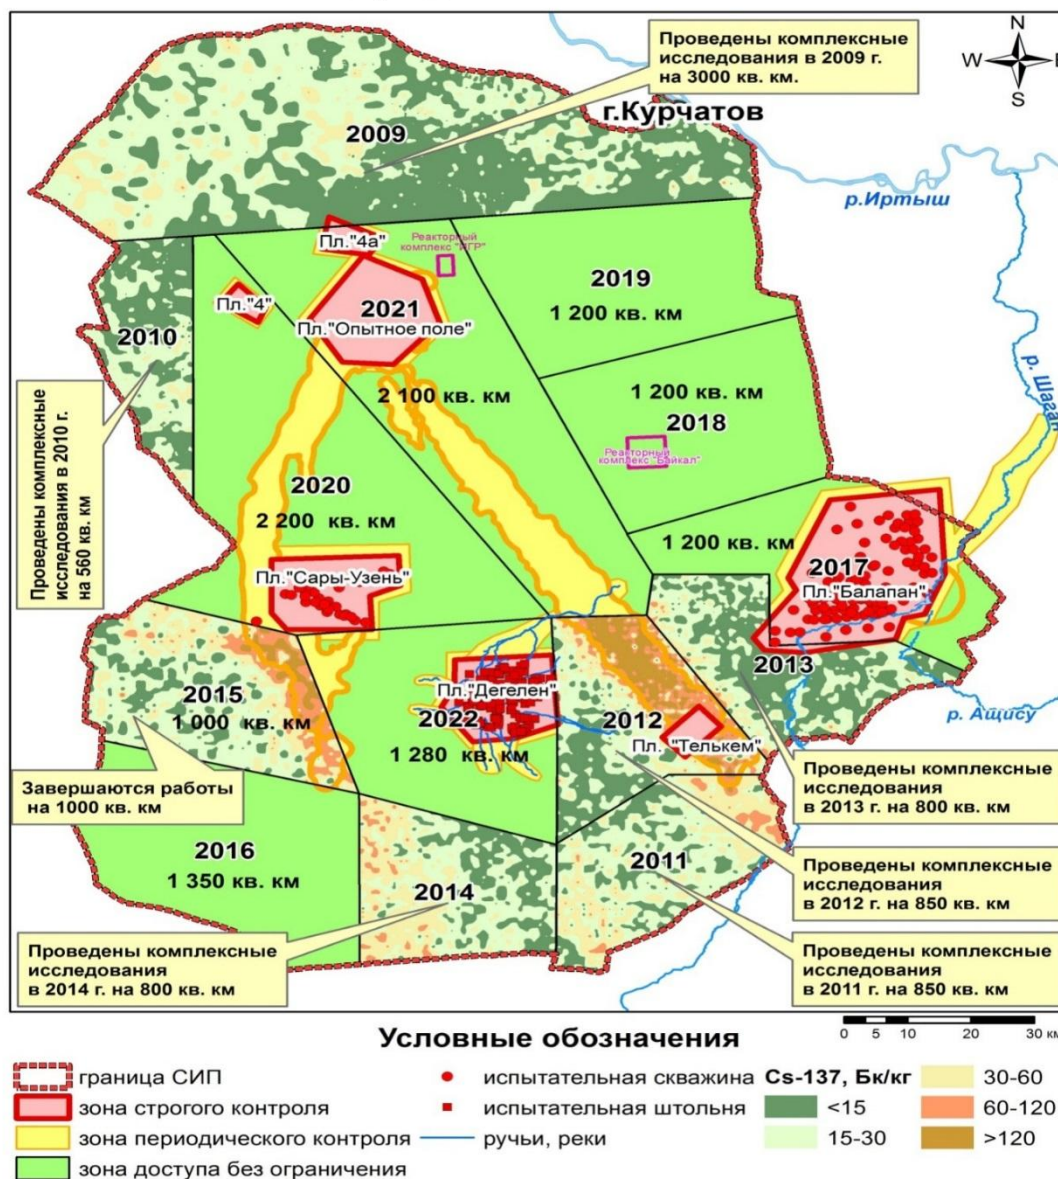 Проведены комплексные
исследования в 2009 г.
на 3000 кв. км.
N
W
E
S
г.Курчатов
2009
р.Иртыш
Пл."4а"
Реакторный
комплекс "ИГР"
2019
1 200 кв. км
Пл."4"
2021
Пл."Опытное поле"
2010
р. Шаган
Проведены комплексные
исследования в 2010 г.
на 560 кв. км
2 100 кв. км
1 200 кв. км
2018
Реакторный
комплекс "Байкал"
2020
2 200 кв. км
1 200 кв. км
2017
Пл."Балапан"
Пл."Сары-Узень"
2013
2015
1 000 кв. км
Пл."Дегелен"
2022
1 280 кв. км
2012
Пл. "Телькем"
р. Ащису
Завершаются работы
на 1000 кв. км
Проведены комплексные
исследования
в 2013 г. на 800 кв. км
2016
1 350 кв. км
2014
2011
Проведены комплексные
исследования
в 2012 г. на 850 кв. км
Проведены комплексные
исследования
в 2014 г. на 800 кв. км
Проведены комплексные
исследования
в 2011 г. на 850 кв. км
Условные обозначения
0 5 10 20 30 км
граница СИП
зона строгого контроля
зона периодического контроля
зона доступа без ограничения
испытательная скважина
испытательная штольня
ручьи, реки
Cs-137, Бк/кг
<15
15-30
30-60
60-120
>120